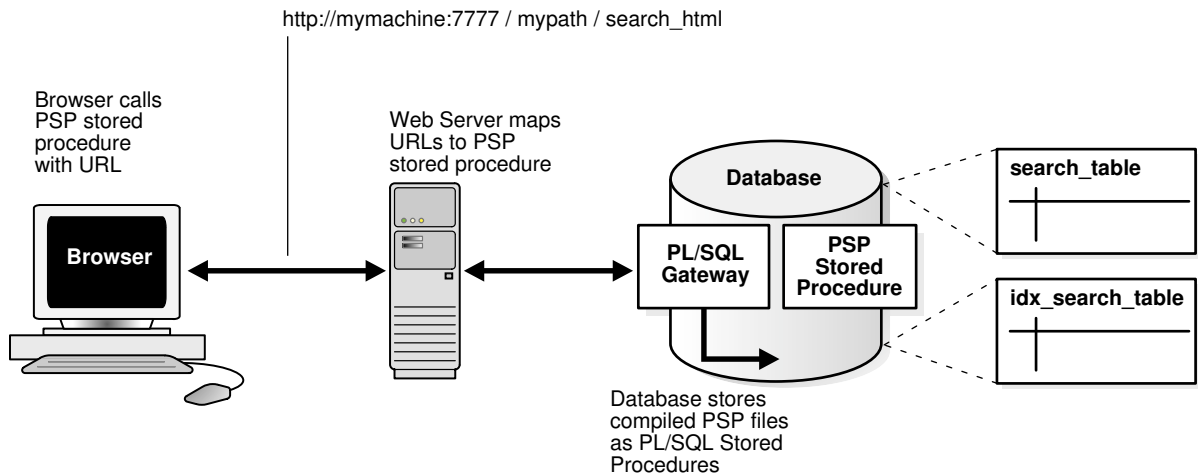 http://mymachine:7777 / mypath / search_html
Browser calls
PSP stored
procedure
with URL
Web Server maps
URLs to PSP
stored procedure
Browser
Database
PL/SQL
Gateway
PSP
Stored
Procedure
search_table
idx_search_table
Database stores
compiled PSP files
as PL/SQL Stored
Procedures